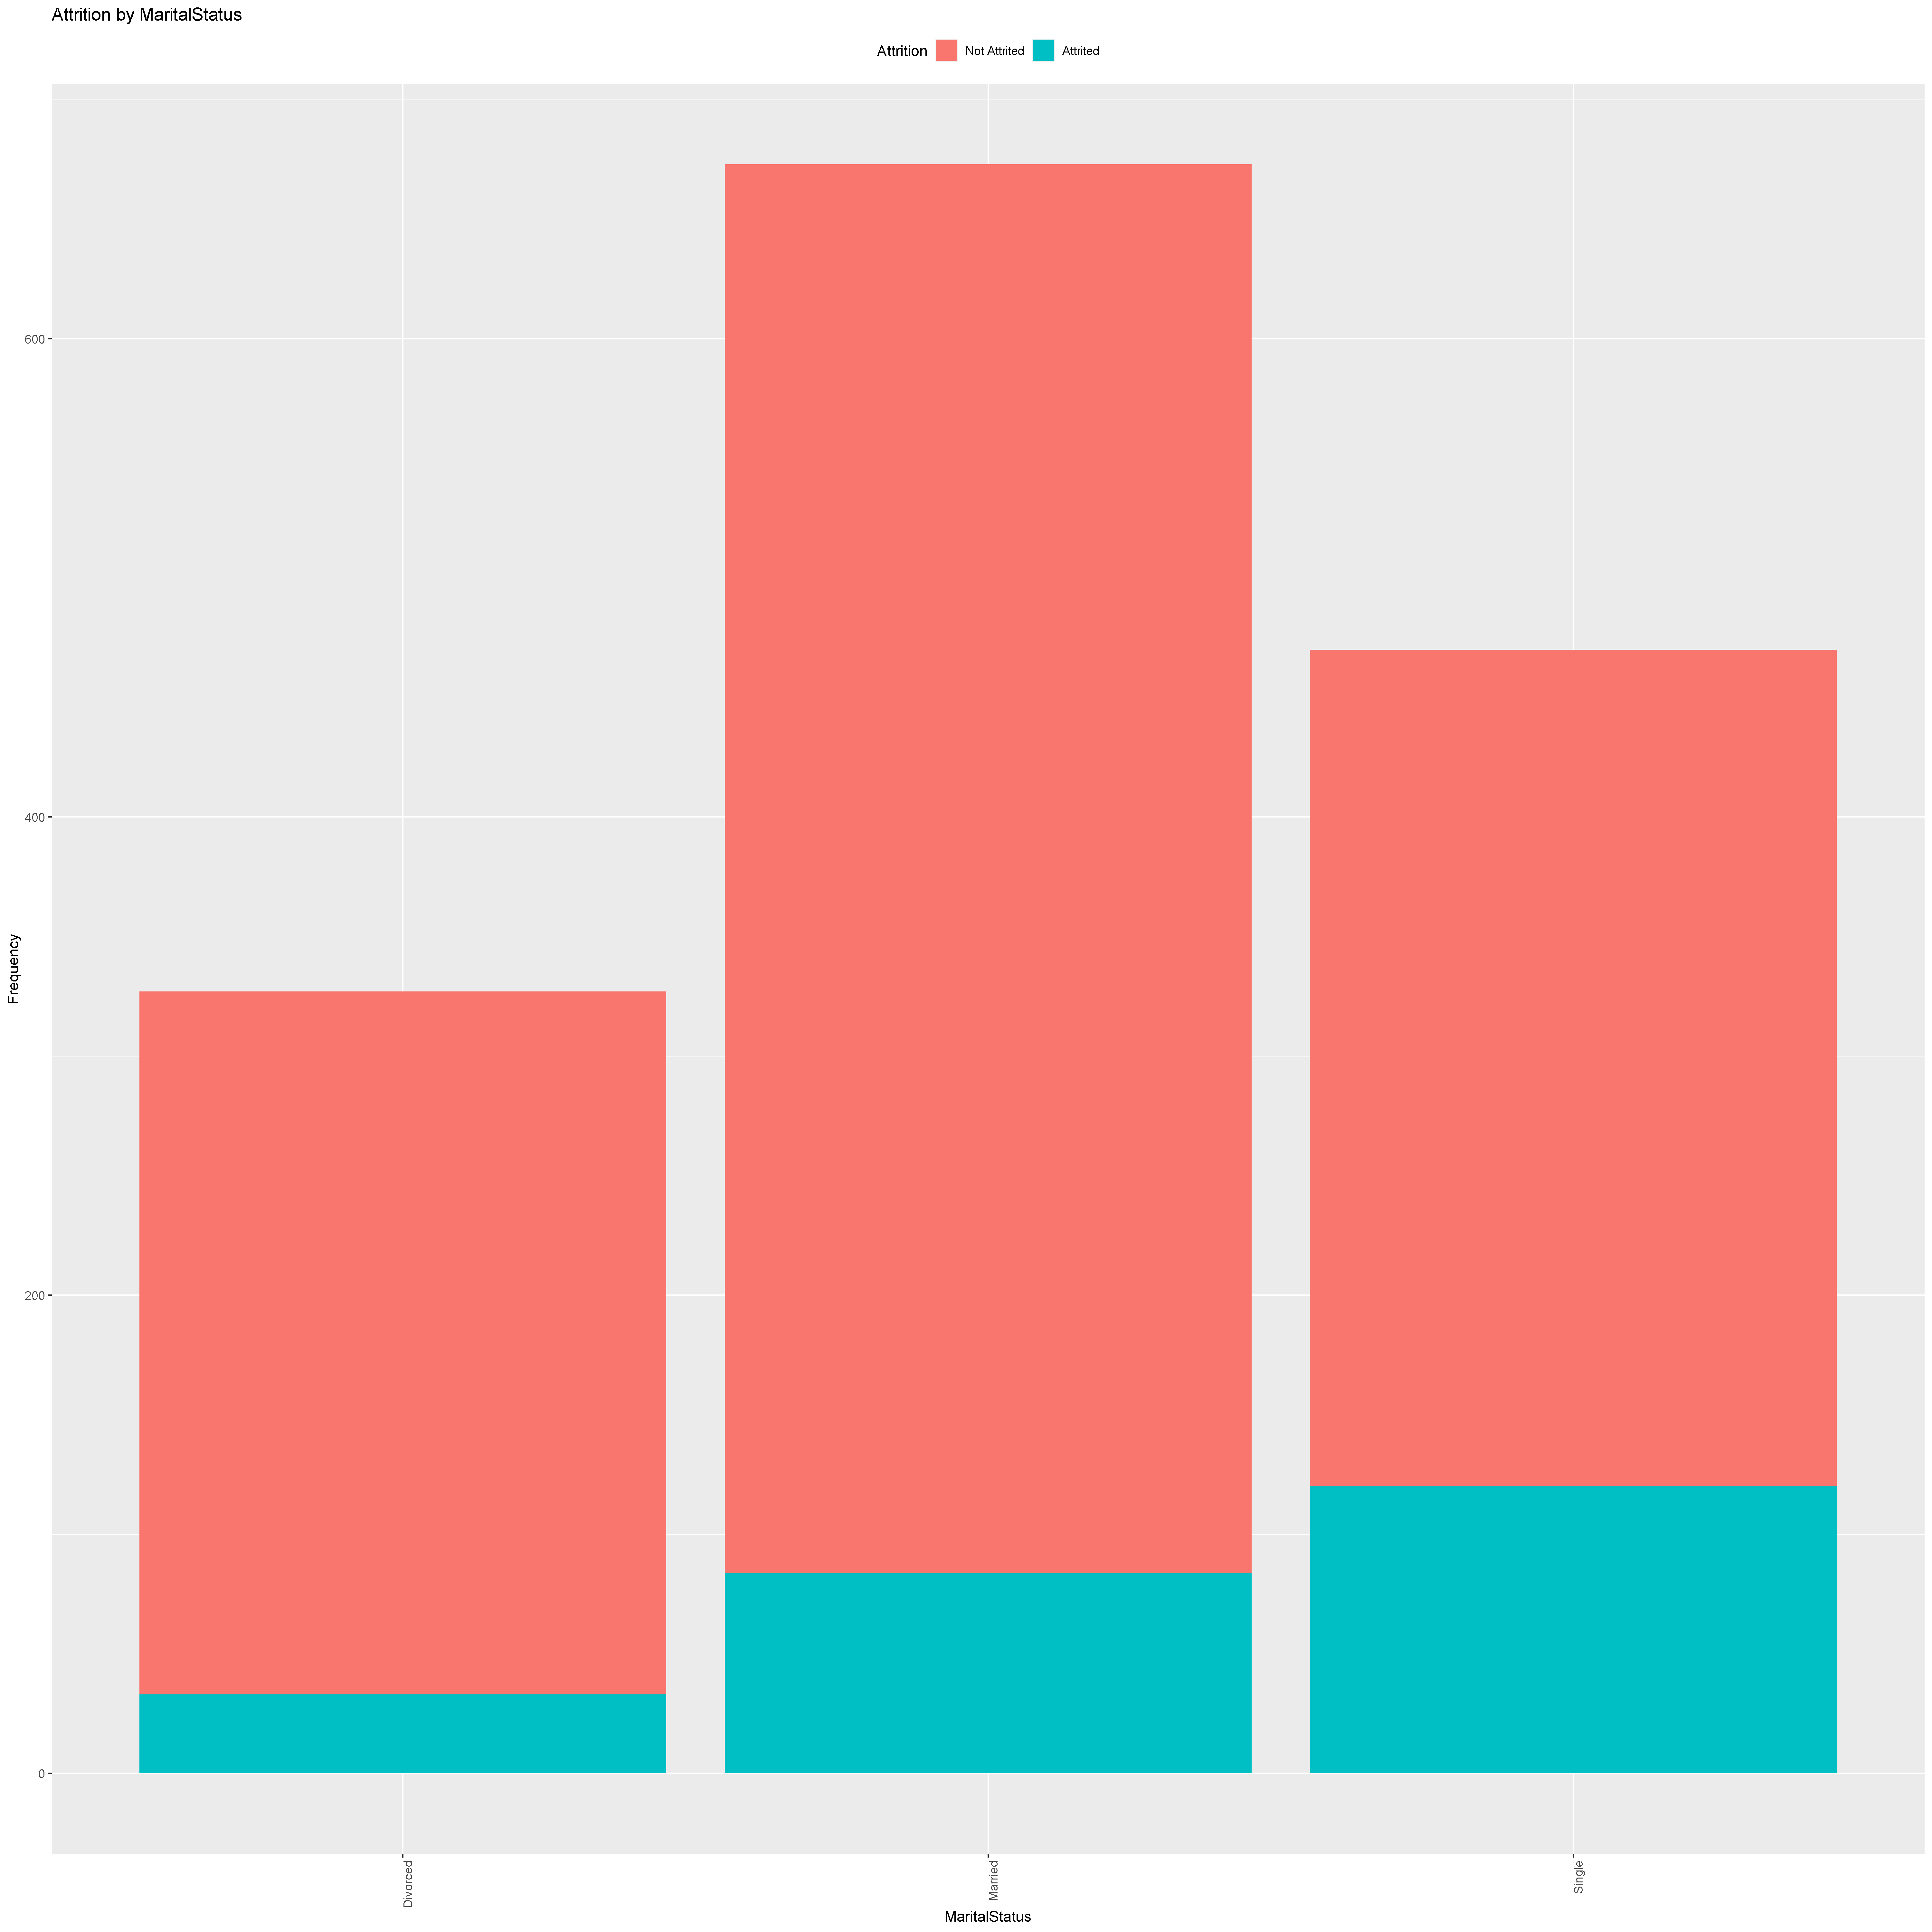 Attrition by MaritalStatus
Attrition Not Attrited Attrited
600
400
200
0
Frequency
Divorced
Married
Single
MaritalStatus